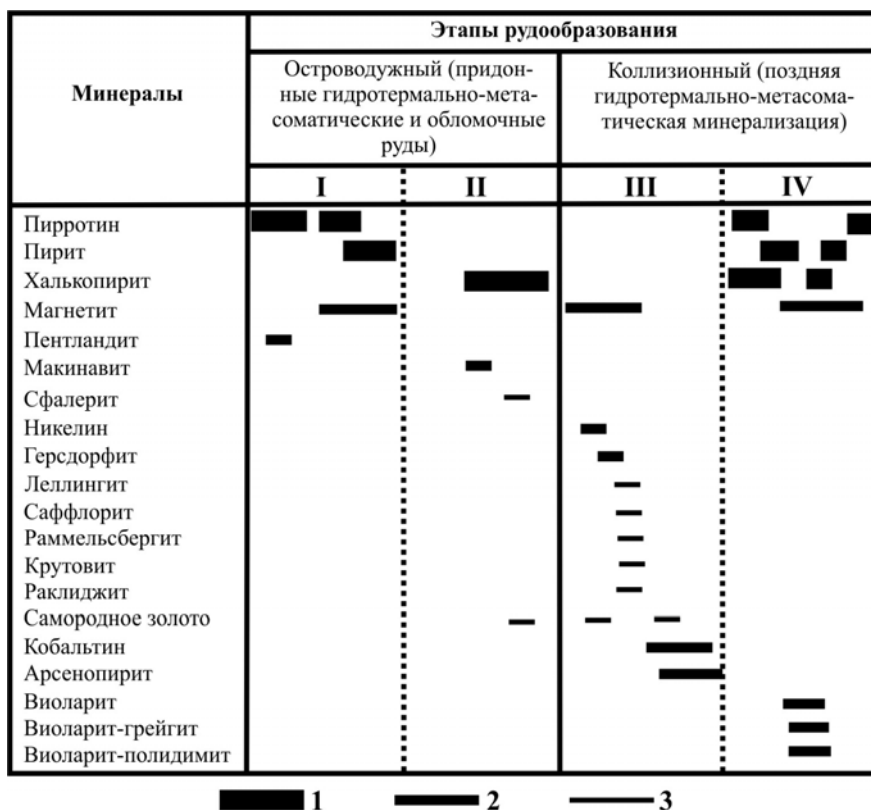 Этапы рудообразования
Минералы
Островодужный (придон-
ные гидротермально-мета-
соматические и обломочные
руды)
Коллизионный (поздняя
гидротермально-метасома-
тическая минерализация)
I
II
III
IV
Пирротин
Пирит
Халькопирит
Магнетит
Пентландит
Макинавит
Сфалерит
Никелин
Герсдорфит
Леллингит
Саффлорит
Раммельсбергит
Крутовит
Раклиджит
Самородное золото
Кобальтин
Арсенопирит
Виоларит
Виоларит-грейгит
Виоларит-полидимит
1
2
3